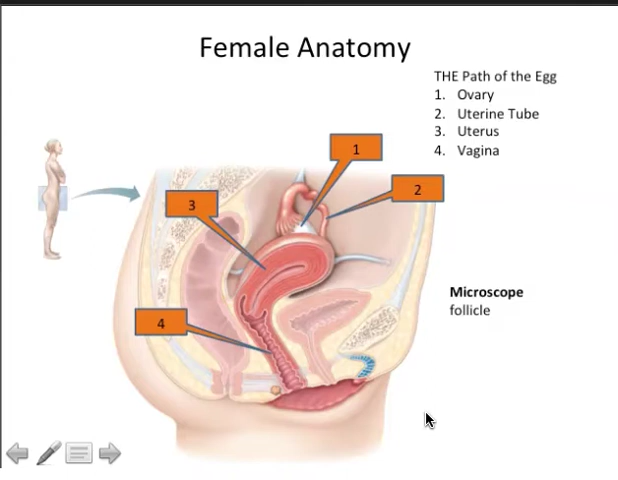 Female Anatomy
THE Path of the Egg
1. Ovary
2. Uterine Tube
3. Uterus
4. Vagina
1
2
3
4
Microscope
follicle